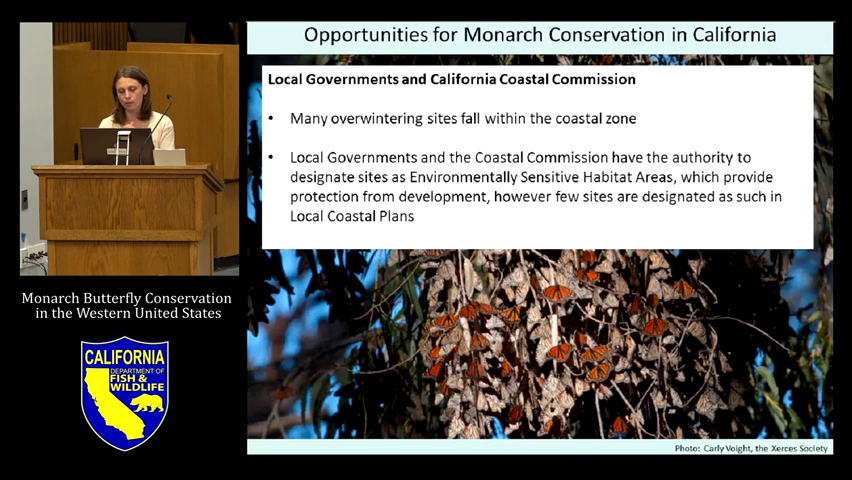 Opportunities for Monarch Conservation in California
Local Governments and California Coastal Commission
• Many overwintering sites fall within the coastal zone
• Local Governments and the Coastal Commission have the authority to
designate sites as Environmentally Sensitive Habitat Areas, which provide
protection from development, however few sites are designated as such in
Local Coastal Plans
Photo: Carly Voight, the Xerces Society
Monarch Butterfly Conservation
in the Western United States
CALIFORNIA
DEPARTMENT OF
FISH &
WILDLIFE